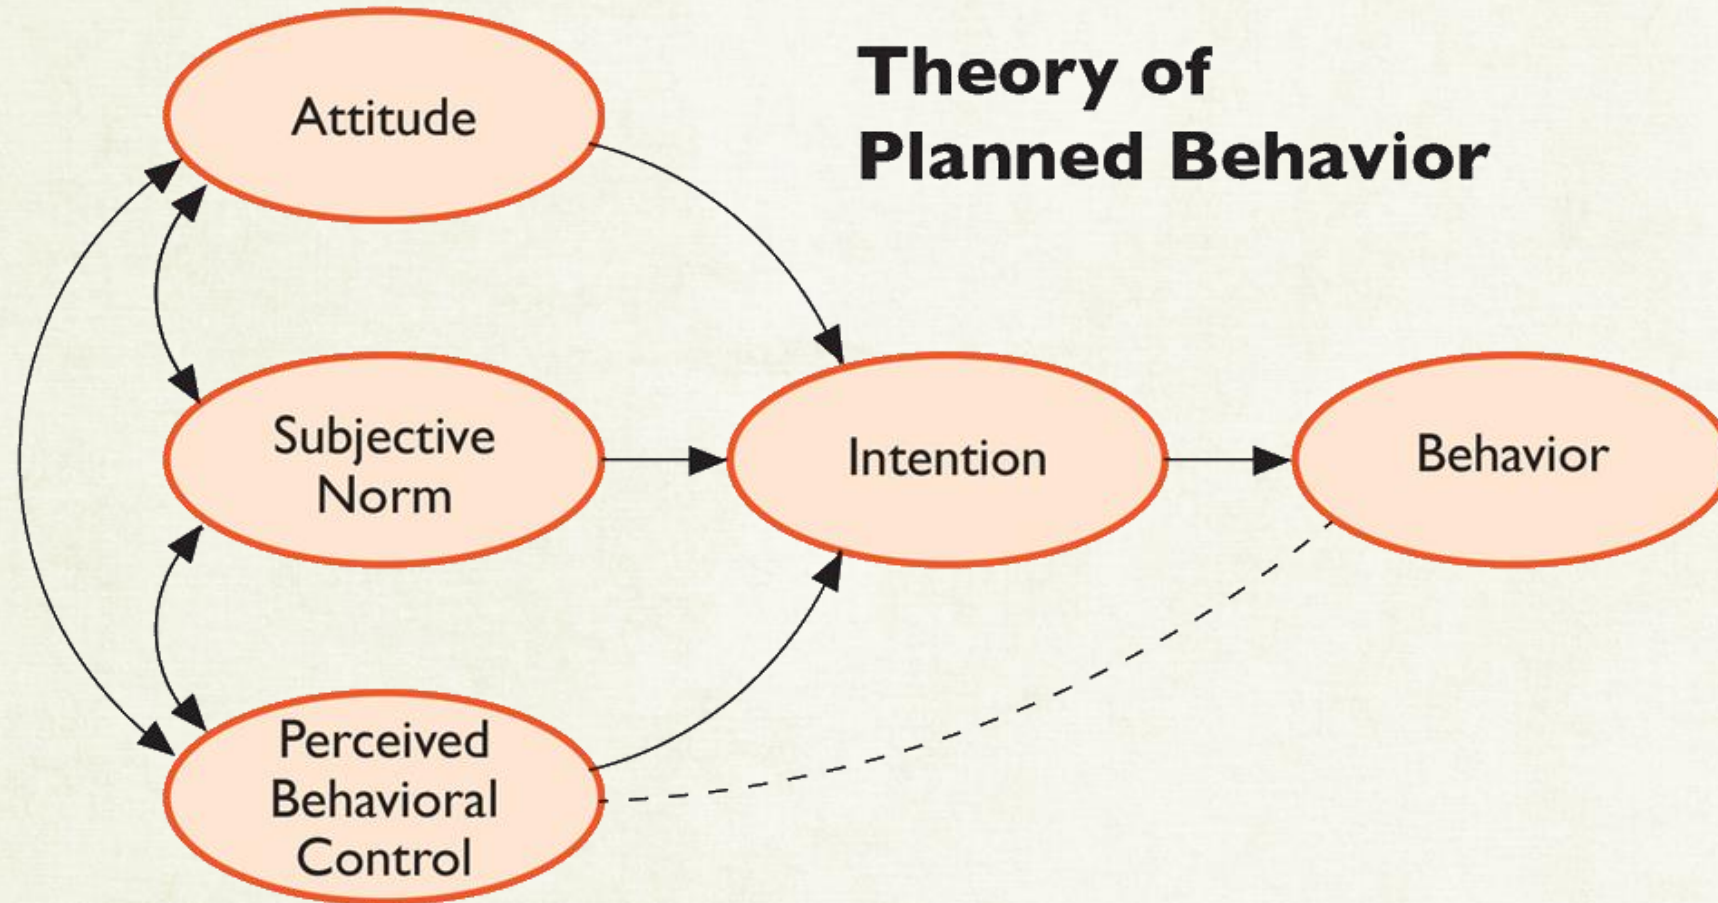 Theory of
Planned Behavior
Attitude
Subjective
Norm
Intention
Behavior
Perceived
Behavioral
Control